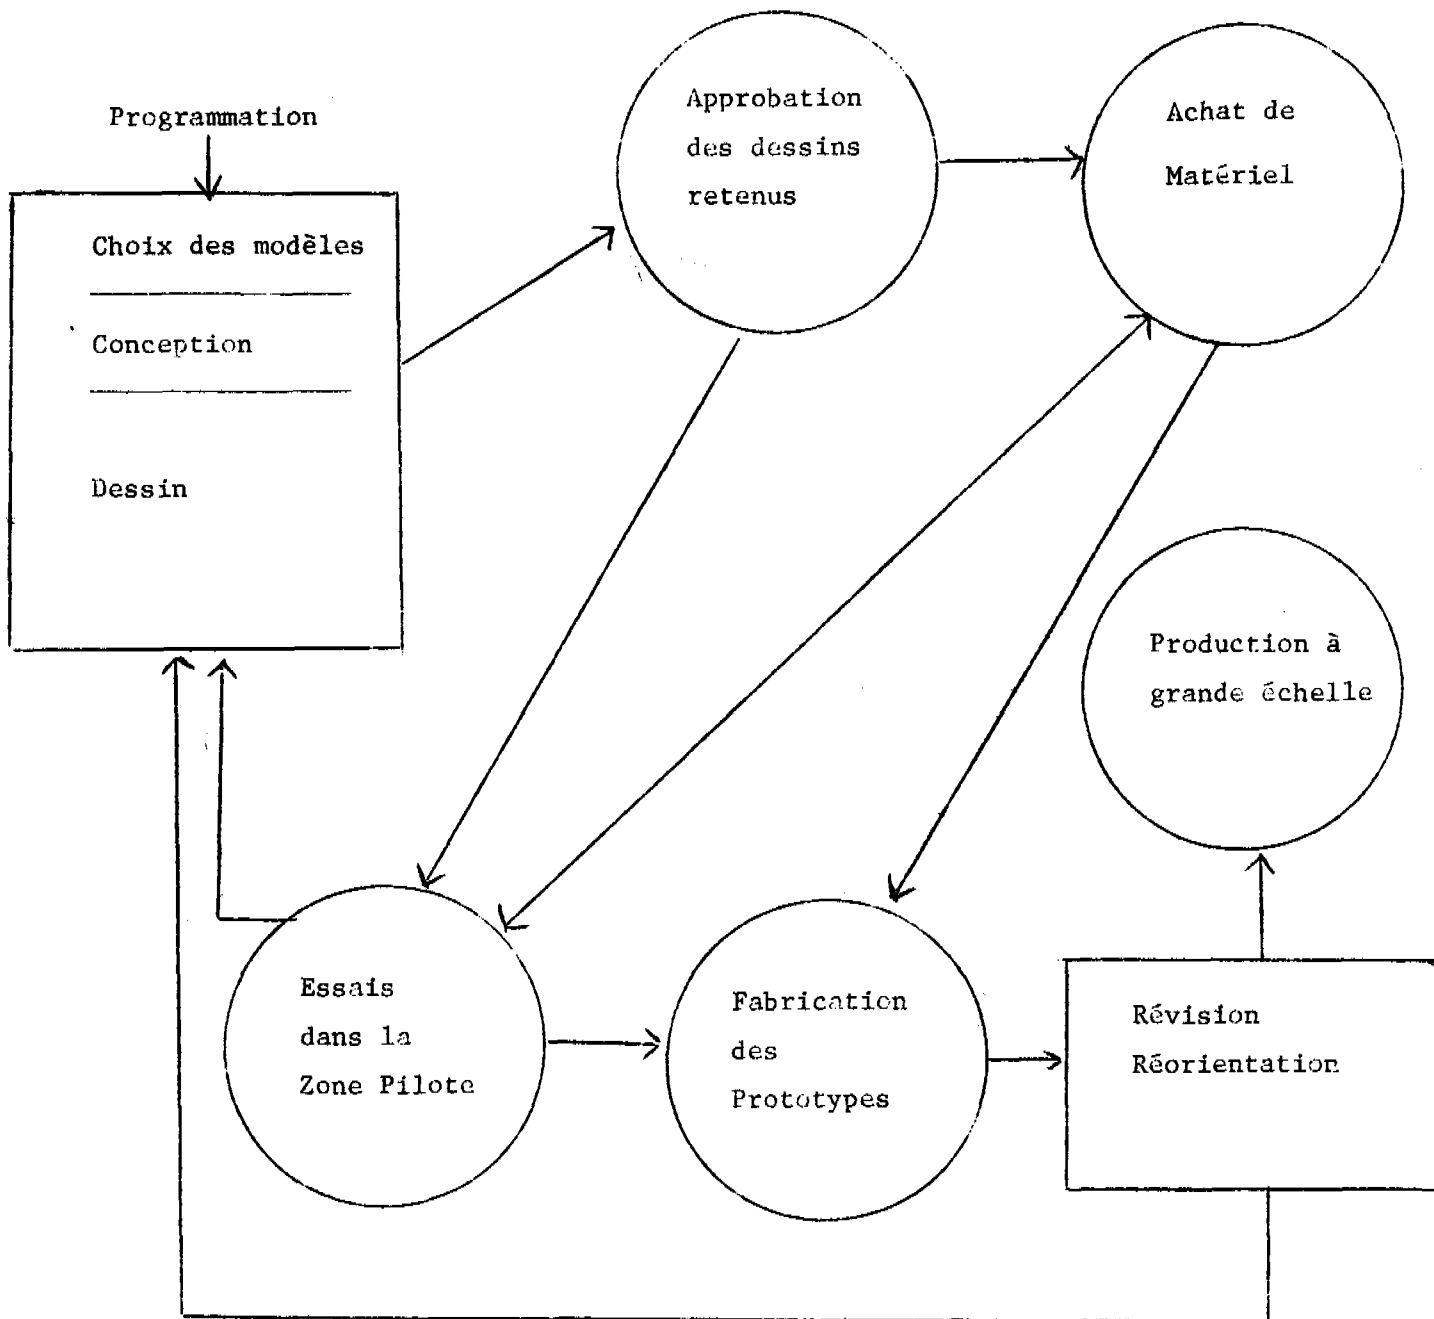 Programmation
Choix des modèles
Conception
Dessin
Approbation
des dessins
retenus
Achat de
Matériel
Production à
grande échelle
Essais
dans la
Zone Pilote
Fabrication
des
Prototypes
Révision
Réorientation